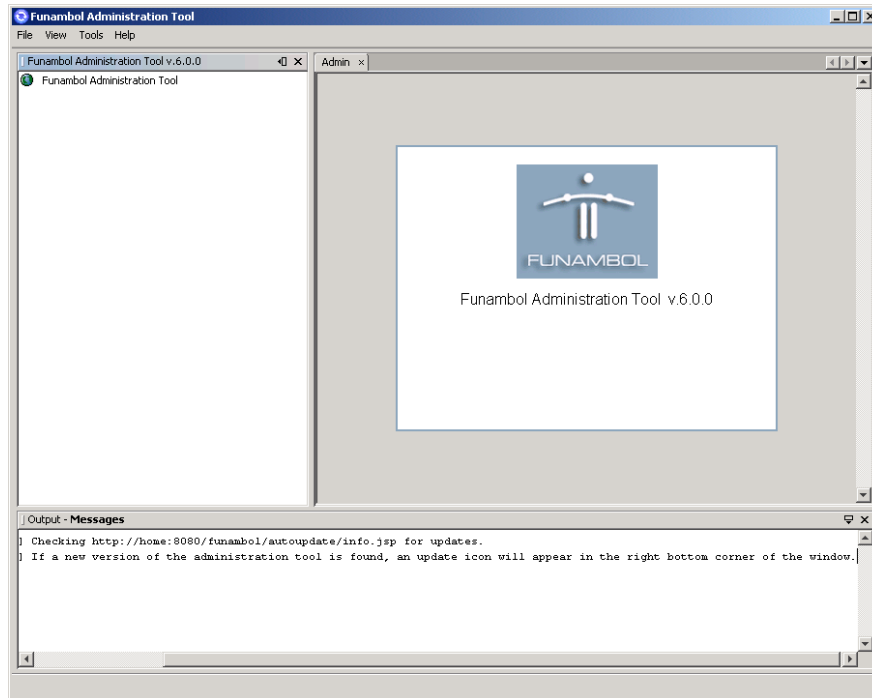 Funambol Administration Tool
File View Tools Help
Funambol Administration Tool v.6.0.0
Admin
Funambol Administration Tool
FUNAMBOL
Funambol Administration Tool v.6.0.0
Output - Messages
] Checking http://home:8080/funambol/autoupdate/info.jsp for updates.
] If a new version of the administration tool is found, an update icon will appear in the right bottom corner of the window.